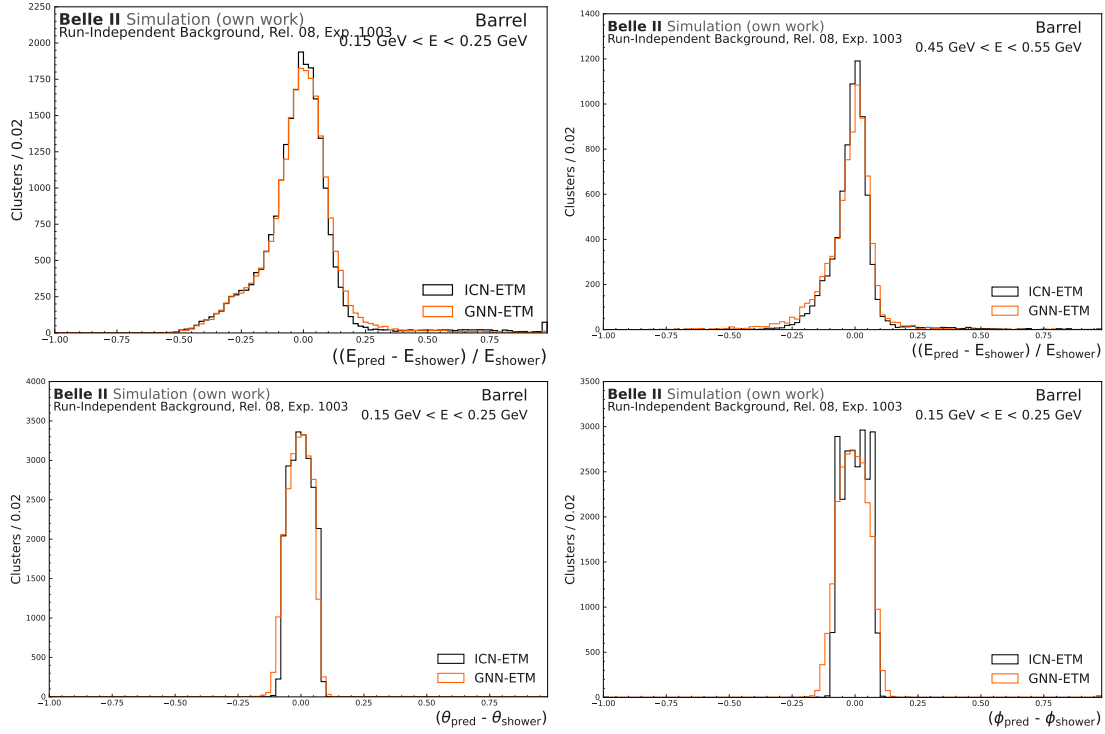 Belle II Simulation (own work)
Barrel
Run-Independent Background, Rel. 08, Exp. 1003
0.15 GeV < E < 0.25 GeV
2250
2000
1750
1500
1250
1000
750
500
250
0
Clusters / 0.02
ICN-ETM
GNN-ETM
−1.00 −0.75 −0.50 −0.25 0.00 0.25 0.50 0.75
((E_pred - E_shower) / E_shower)
Belle II Simulation (own work)
Barrel
Run-Independent Background, Rel. 08, Exp. 1003
0.45 GeV < E < 0.55 GeV
1400
1200
1000
800
600
400
200
0
Clusters / 0.02
ICN-ETM
GNN-ETM
−1.00 −0.75 −0.50 −0.25 0.00 0.25 0.50 0.75
((E_pred - E_shower) / E_shower)
Belle II Simulation (own work)
Barrel
Run-Independent Background, Rel. 08, Exp. 1003
0.15 GeV < E < 0.25 GeV
4000
3500
3000
2500
2000
1500
1000
500
0
Clusters / 0.02
ICN-ETM
GNN-ETM
−1.00 −0.75 −0.50 −0.25 0.00 0.25 0.50 0.75
(θ_pred - θ_shower)
Belle II Simulation (own work)
Barrel
Run-Independent Background, Rel. 08, Exp. 1003
0.15 GeV < E < 0.25 GeV
3500
3000
2500
2000
1500
1000
500
0
Clusters / 0.02
ICN-ETM
GNN-ETM
−1.00 −0.75 −0.50 −0.25 0.00 0.25 0.50 0.75
(ϕ_pred - ϕ_shower)